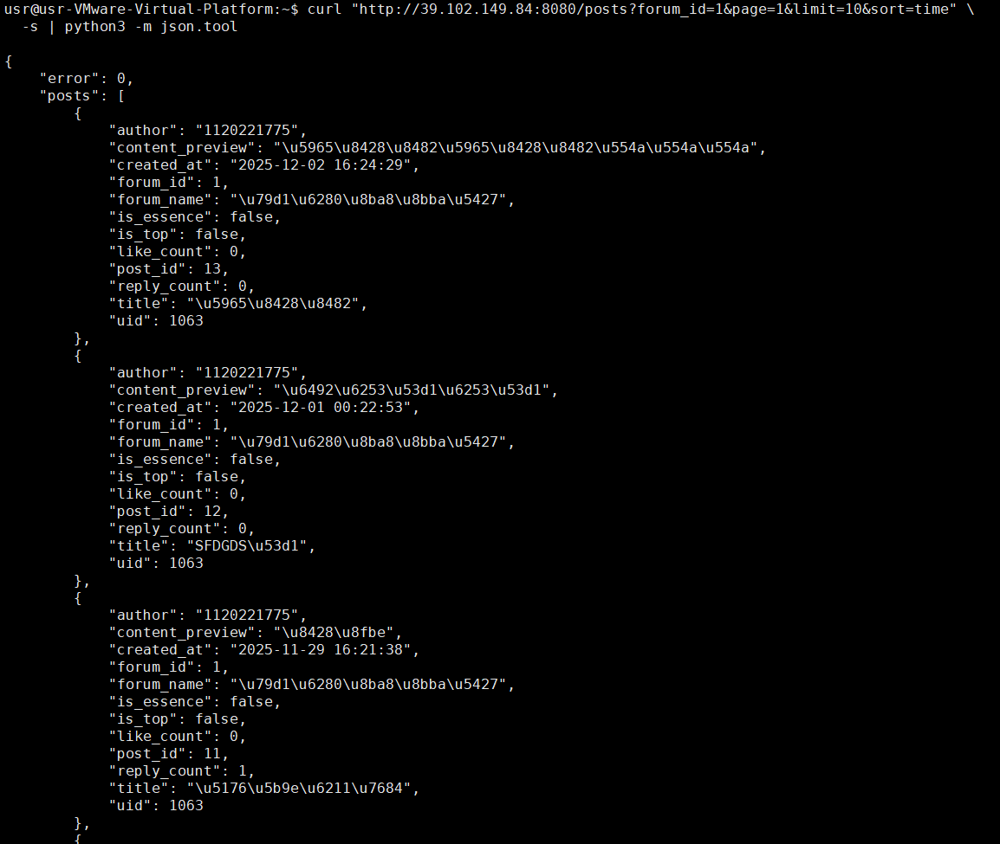 usr@usr-VMware-Virtual-Platform:~$ curl "http://39.102.149.84:8080/posts?forum_id=1&page=1&limit=10&sort=time" \
  -s | python3 -m json.tool

{
    "error": 0,
    "posts": [
        {
            "author": "1120221775",
            "content_preview": "\u5965\u8428\u8482\u5965\u8428\u8482\u554a\u554a\u554a",
            "created_at": "2025-12-02 16:24:29",
            "forum_id": 1,
            "forum_name": "\u79d1\u6280\u8ba8\u8bba\u5427",
            "is_essence": false,
            "is_top": false,
            "like_count": 0,
            "post_id": 13,
            "reply_count": 0,
            "title": "\u5965\u8428\u8482",
            "uid": 1063
        },
        {
            "author": "1120221775",
            "content_preview": "\u6492\u6253\u53d1\u6253\u53d1",
            "created_at": "2025-12-01 00:22:53",
            "forum_id": 1,
            "forum_name": "\u79d1\u6280\u8ba8\u8bba\u5427",
            "is_essence": false,
            "is_top": false,
            "like_count": 0,
            "post_id": 12,
            "reply_count": 0,
            "title": "SFDGDS\u53d1",
            "uid": 1063
        },
        {
            "author": "1120221775",
            "content_preview": "\u8428\u8fbe",
            "created_at": "2025-11-29 16:21:38",
            "forum_id": 1,
            "forum_name": "\u79d1\u6280\u8ba8\u8bba\u5427",
            "is_essence": false,
            "is_top": false,
            "like_count": 0,
            "post_id": 11,
            "reply_count": 1,
            "title": "\u5176\u5b9e\u6211\u7684",
            "uid": 1063
        },
        {